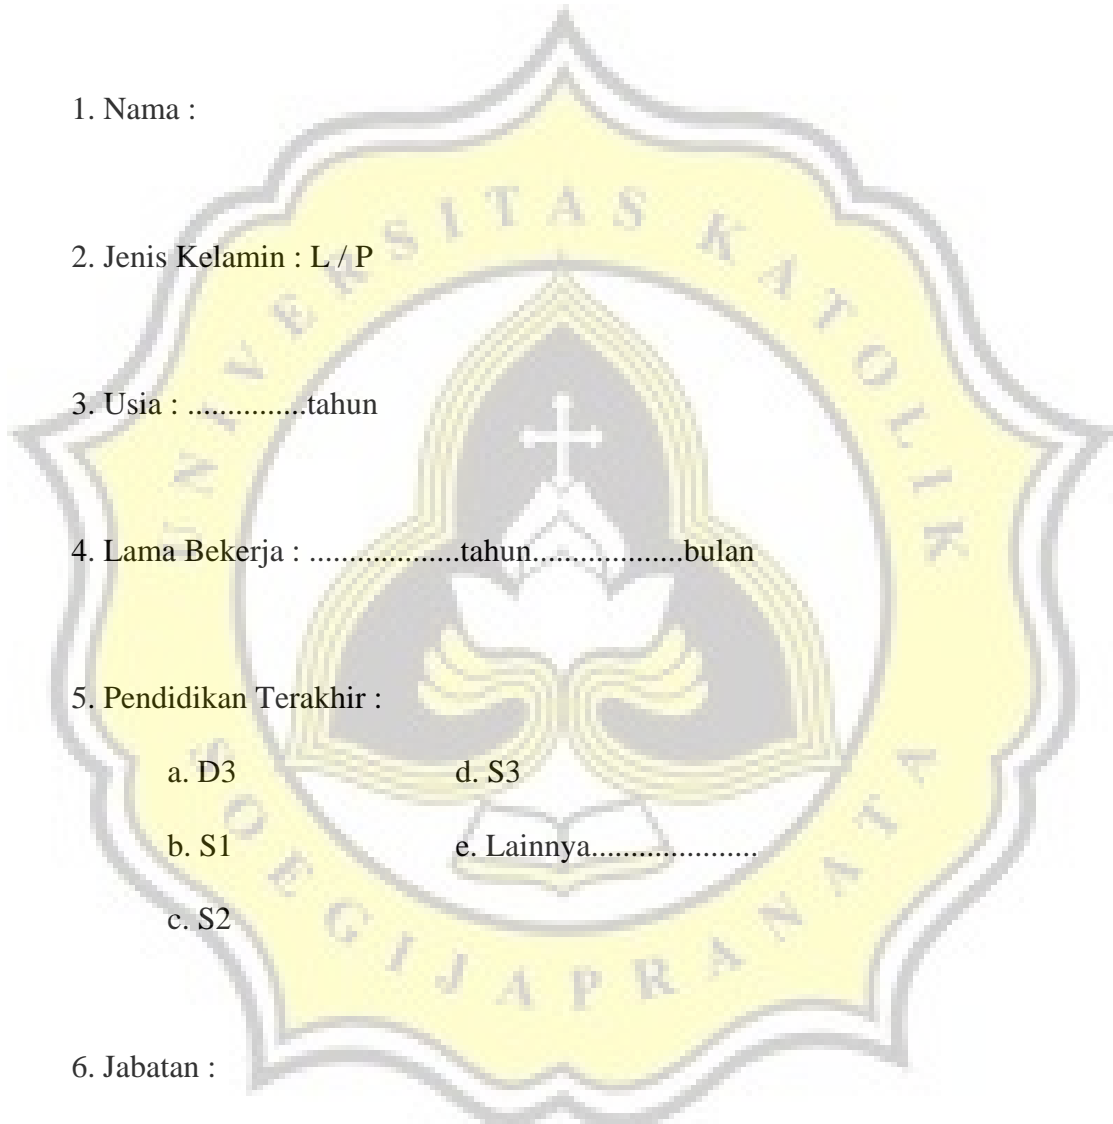 1. Nama :
2. Jenis Kelamin : L / P
3. Usia : ...............tahun
4. Lama Bekerja : ...................tahun...................bulan
5. Pendidikan Terakhir :
a. D3 d. S3
b. S1 e. Lainnya.....................
c. S2
6. Jabatan :
UNIVERSITAS KATOLIK
SOEGIJAPRANATA